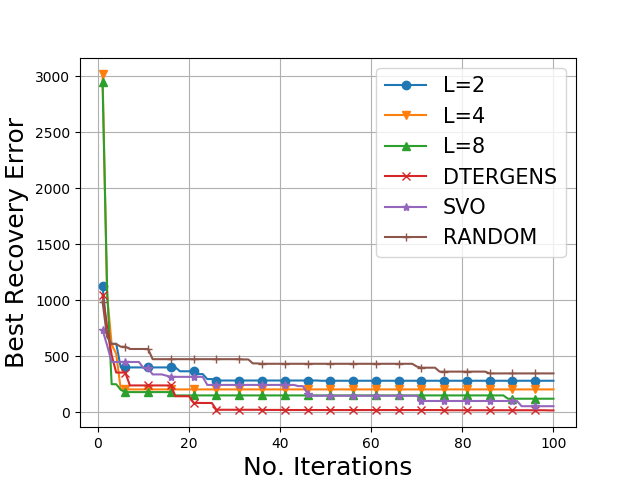 3000
2500
2000
1500
1000
500
0
Best Recovery Error
L=2
L=4
L=8
DTERGENS
SVO
RANDOM
0 20 40 60 80 100
No. Iterations